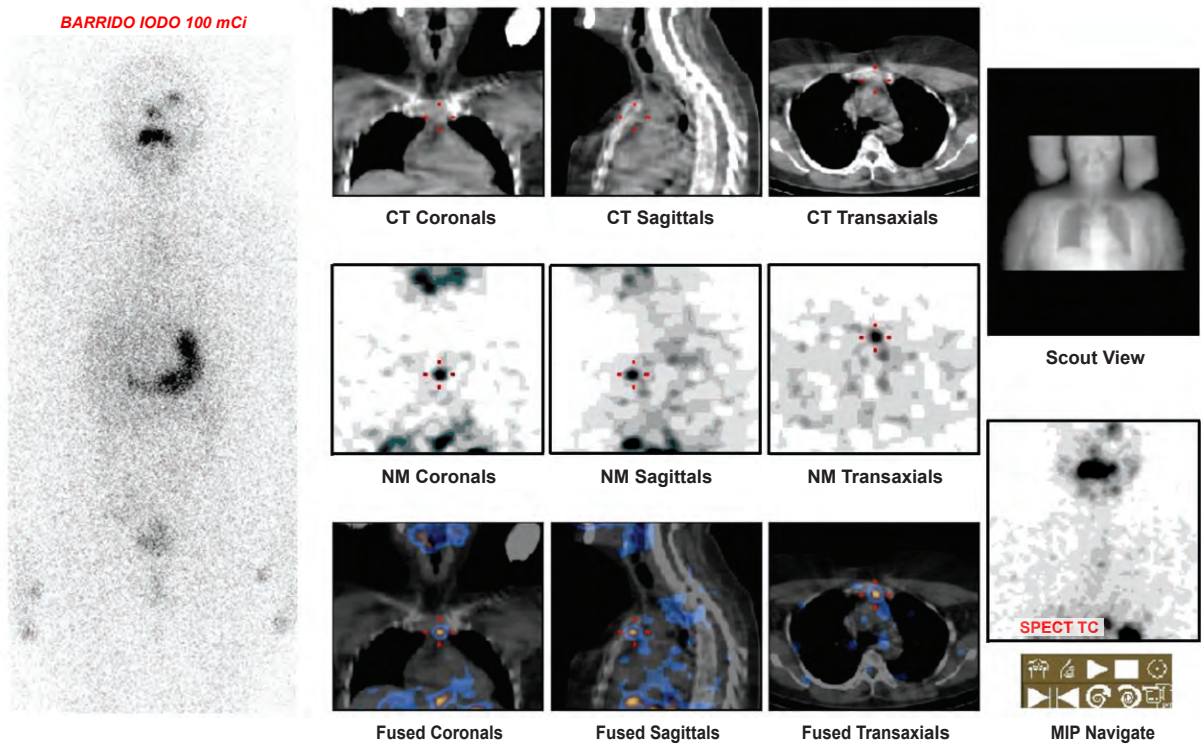 BARRIDO IODO 100 mCi
CT Coronals
CT Sagittals
CT Transaxials
Scout View
NM Coronals
NM Sagittals
NM Transaxials
SPECT TC
Fused Coronals
Fused Sagittals
Fused Transaxials
MIP Navigate